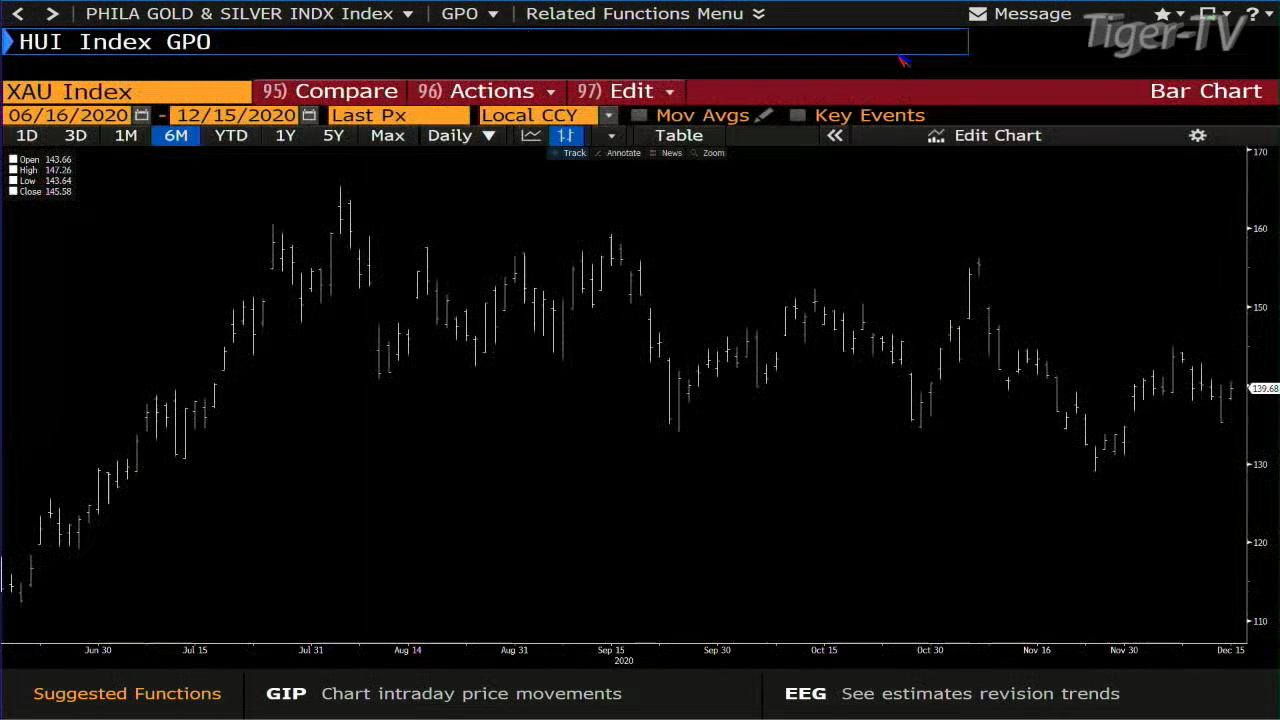 PHILA GOLD & SILVER INDX Index GPO Related Functions Menu Message ?
Tiger-TV
HUI Index GPO
XAU Index 95) Compare 96) Actions 97) Edit Bar Chart
06/16/2020 - 12/15/2020 Last Px Local CCY Mov Avgs Key Events
1D 3D 1M 6M YTD 1Y 5Y Max Daily Table Edit Chart
Track Annotate News Zoom
Open 143.66
High 147.26
Low 143.64
Close 145.58
170
160
150
139.68
130
120
110
Jun 30 Jul 15 Jul 31 Aug 14 Aug 31 Sep 15 Sep 30 Oct 15 Oct 30 Nov 16 Nov 30 Dec 15
2020
Suggested Functions GIP Chart intraday price movements EEG See estimates revision trends